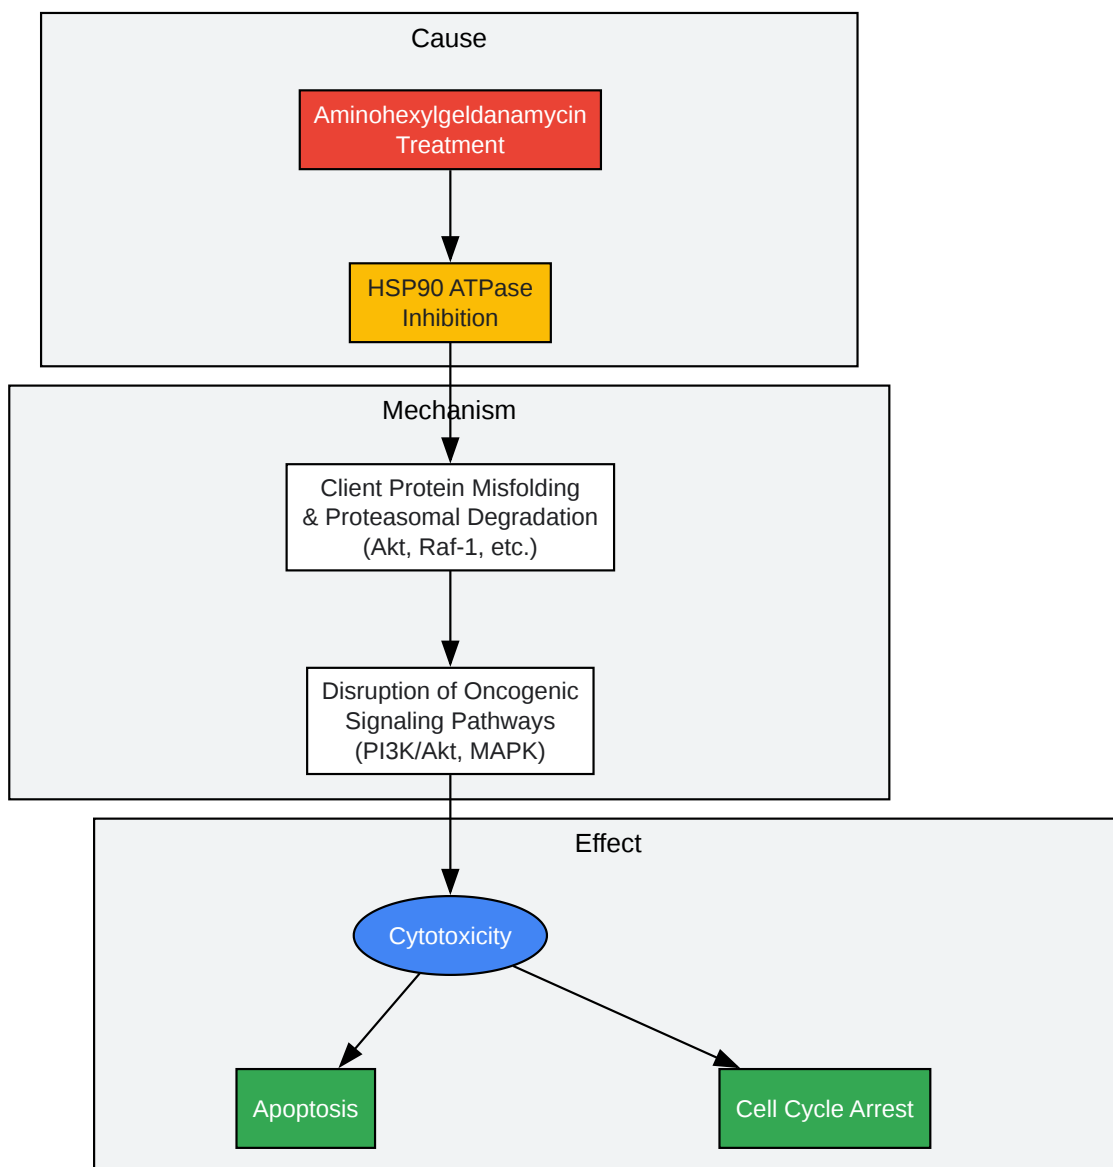 Cause
Aminohexylgeldanamycin
Treatment
HSP90 ATPase
Inhibition
Mechanism
Client Protein Misfolding
& Proteasomal Degradation
(Akt, Raf-1, etc.)
Disruption of Oncogenic
Signaling Pathways
(PI3K/Akt, MAPK)
Effect
Cytotoxicity
Apoptosis
Cell Cycle Arrest